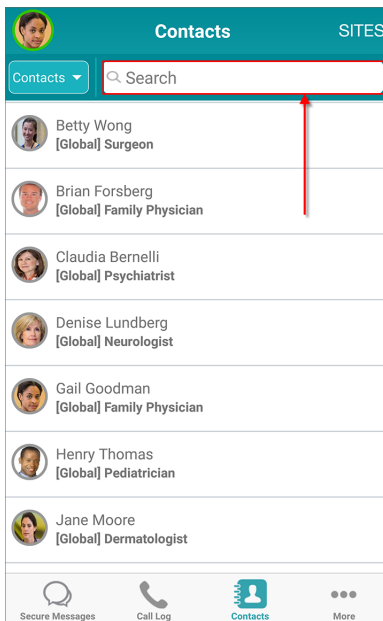 Contacts
SITES
Contacts
Search
Betty Wong
[Global] Surgeon
Brian Forsberg
[Global] Family Physician
Claudia Bernelli
[Global] Psychiatrist
Denise Lundberg
[Global] Neurologist
Gail Goodman
[Global] Family Physician
Henry Thomas
[Global] Pediatrician
Jane Moore
[Global] Dermatologist
Secure Messages
Call Log
Contacts
More